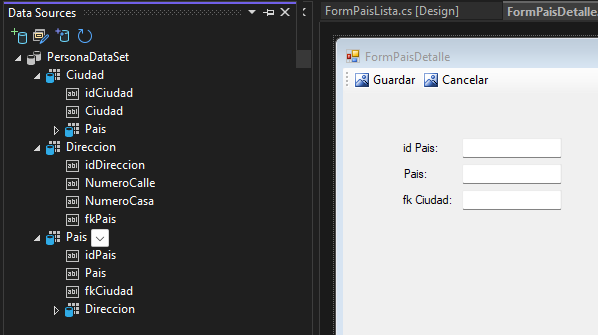 Data Sources
PersonaDataSet
Ciudad
idCiudad
Ciudad
Pais
Direccion
idDireccion
NumeroCalle
NumeroCasa
fkPais
Pais
idPais
Pais
fkCiudad
Direccion
FormPaisLista.cs [Design]
FormPaisDetalle.
FormPaisDetalle
Guardar
Cancelar
id Pais:
Pais:
fk Ciudad: